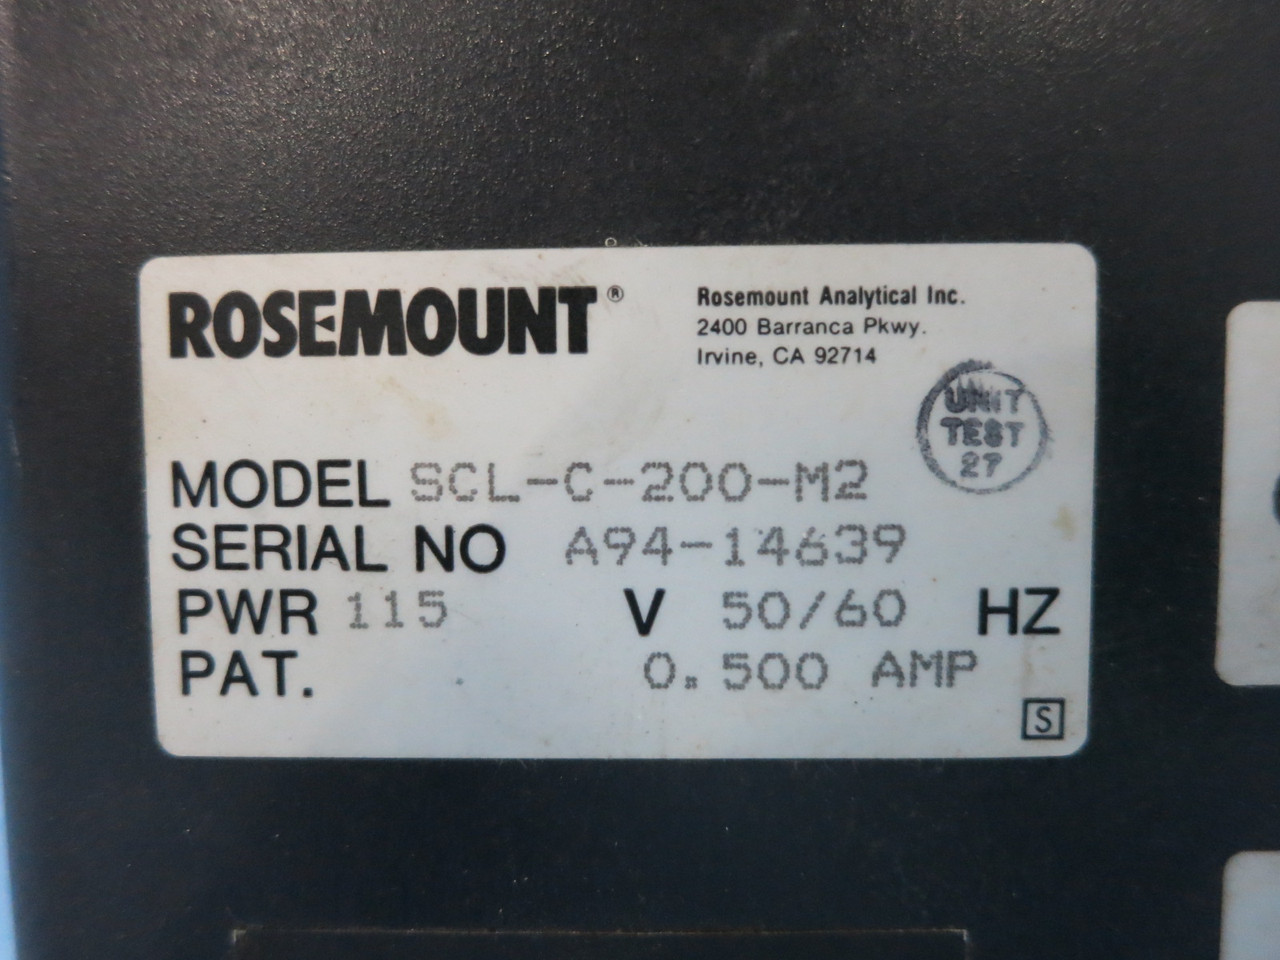 ROSEMOUNT®
Rosemount Analytical Inc.
2400 Barranca Pkwy.
Irvine, CA 92714
UNIT
TEST
27
MODEL SCL-C-200-M2
SERIAL NO A94-14639
PWR 115 V 50/60 HZ
PAT. 0.500 AMP
S